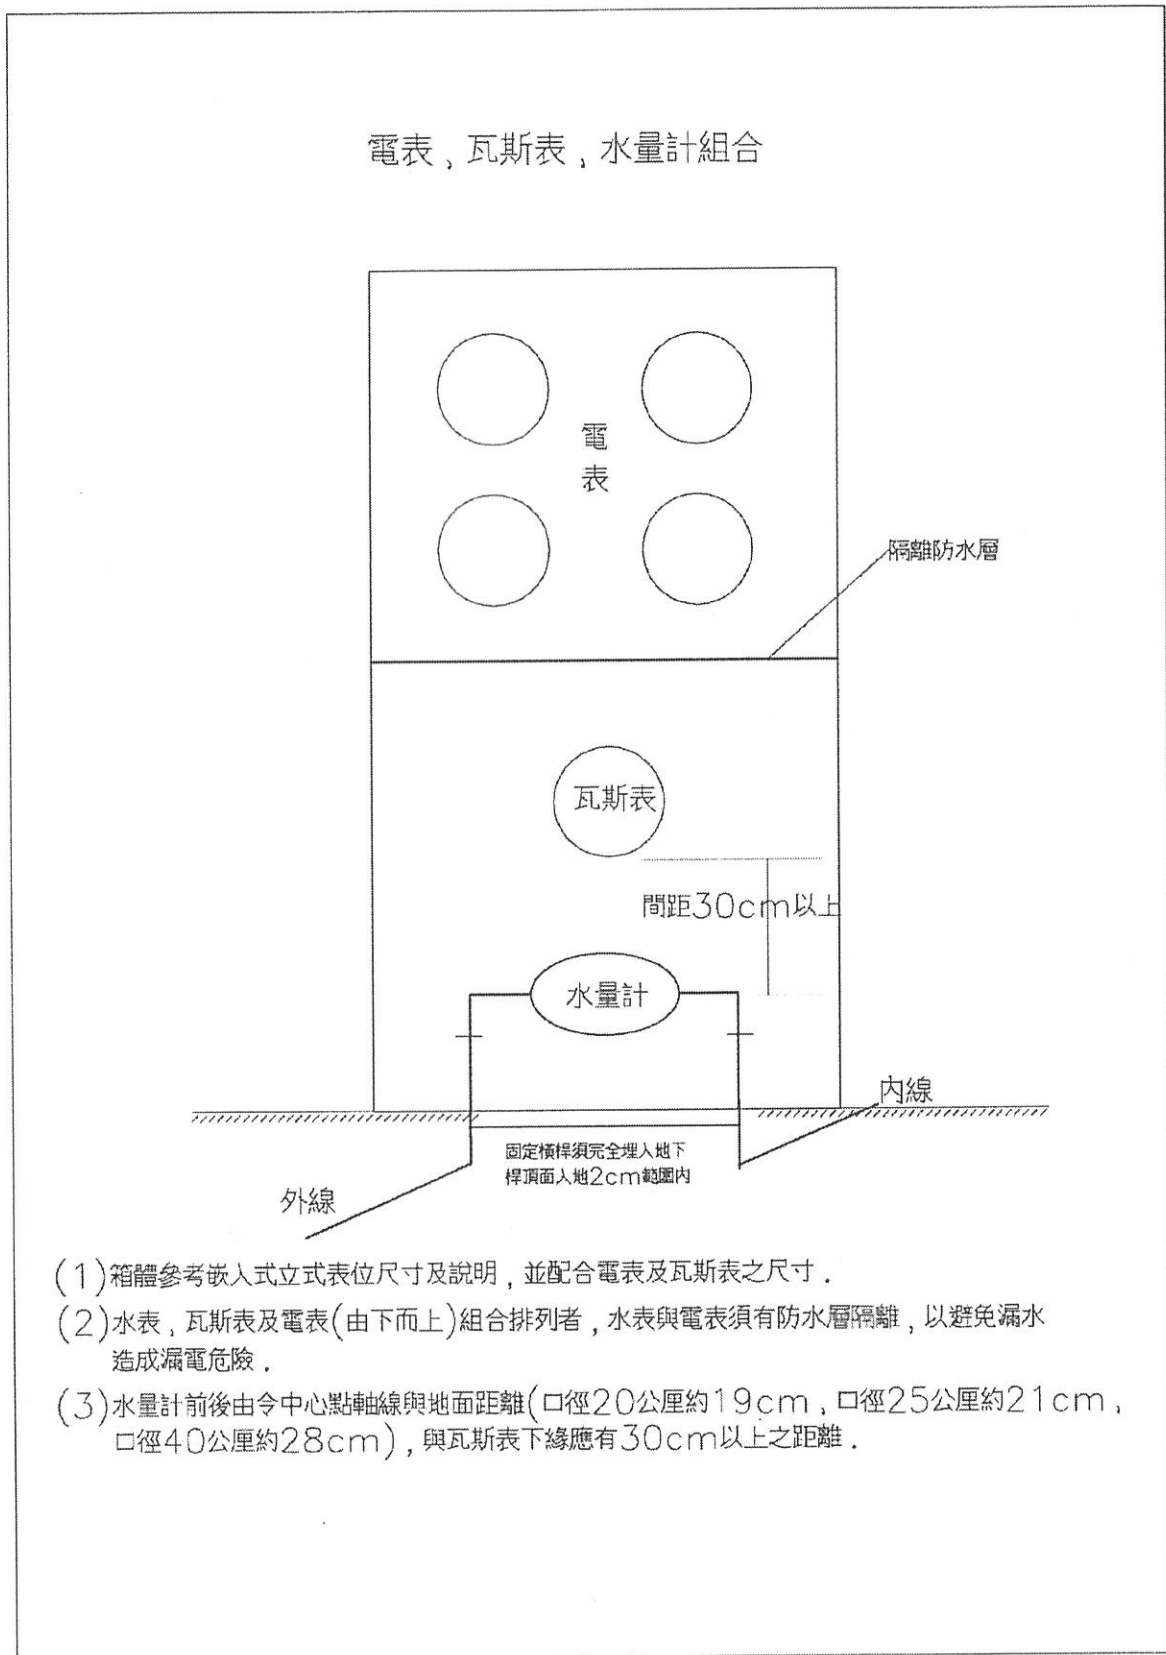 電表、瓦斯表、水量計組合
電
表
隔離防水層
瓦斯表
間距30cm以上
水量計
內線
固定橫桿須完全埋入地下
桿頂面入地2cm範圍內
外線
(1)箱體參考嵌入式立式表位尺寸及說明，並配合電表及瓦斯表之尺寸．
(2)水表、瓦斯表及電表(由下而上)組合排列者，水表與電表須有防水層隔離，以避免漏水
造成漏電危險．
(3)水量計前後由令中心點軸線與地面距離(口徑20公厘約19cm、口徑25公厘約21cm、
口徑40公厘約28cm)，與瓦斯表下緣應有30cm以上之距離．